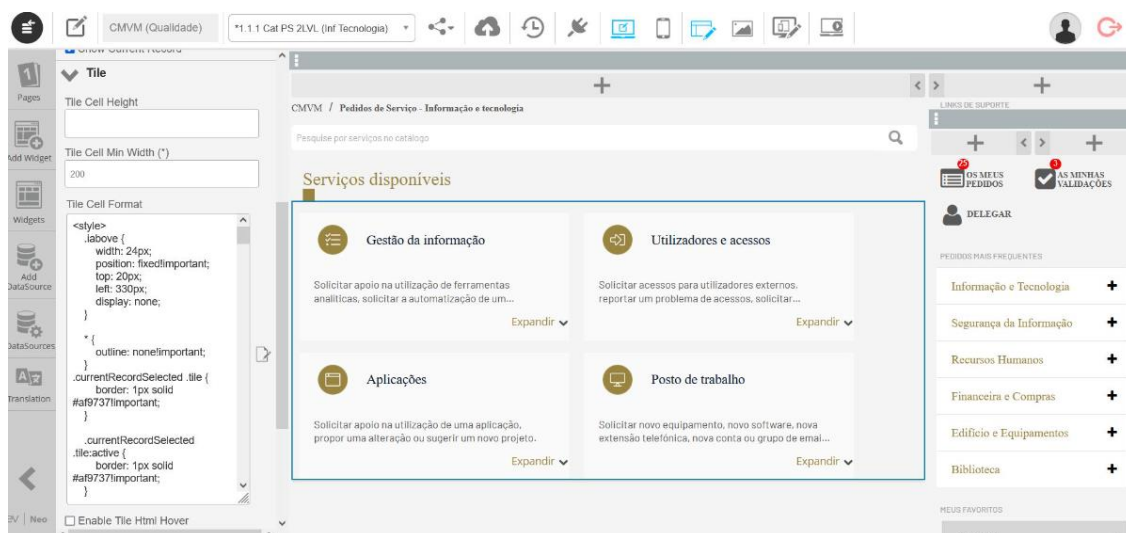 CMVM (Qualidade)
*1.1.1 Cat PS 2LVL (Inf Tecnologia)
Show Current Record
Pages
Add Widget
Widgets
Add
DataSource
DataSources
Translation
Neo
Tile
Tile Cell Height
Tile Cell Min Width (*)
200
Tile Cell Format
<style>
.iabove {
width: 24px;
position: fixed!important;
top: 20px;
left: 330px;
display: none;
}
* {
outline: none!important;
}
.currentRecordSelected .tile {
border: 1px solid
#af9737!important;
}
.currentRecordSelected
.tile:active {
border: 1px solid
#af9737!important;
}
Enable Tile Html Hover
CMVM / Pedidos de Serviço - Informação e tecnologia
Pesquise por serviços no catálogo
Serviços disponíveis
Gestão da informação
Solicitar apoio na utilização de ferramentas
analíticas, solicitar a automatização de um...
Expandir
Utilizadores e acessos
Solicitar acessos para utilizadores externos,
reportar um problema de acessos, solicitar...
Expandir
Aplicações
Solicitar apoio na utilização de uma aplicação,
propor uma alteração ou sugerir um novo projeto.
Expandir
Posto de trabalho
Solicitar novo equipamento, novo software, nova
extensão telefónica, nova conta ou grupo de emai...
Expandir
LINKS DE SUPORTE
25
OS MEUS
PEDIDOS
3
AS MINHAS
VALIDAÇÕES
DELEGAR
PEDIDOS MAIS FREQUENTES
Informação e Tecnologia
Segurança da Informação
Recursos Humanos
Financeira e Compras
Edifício e Equipamentos
Biblioteca
MEUS FAVORITOS